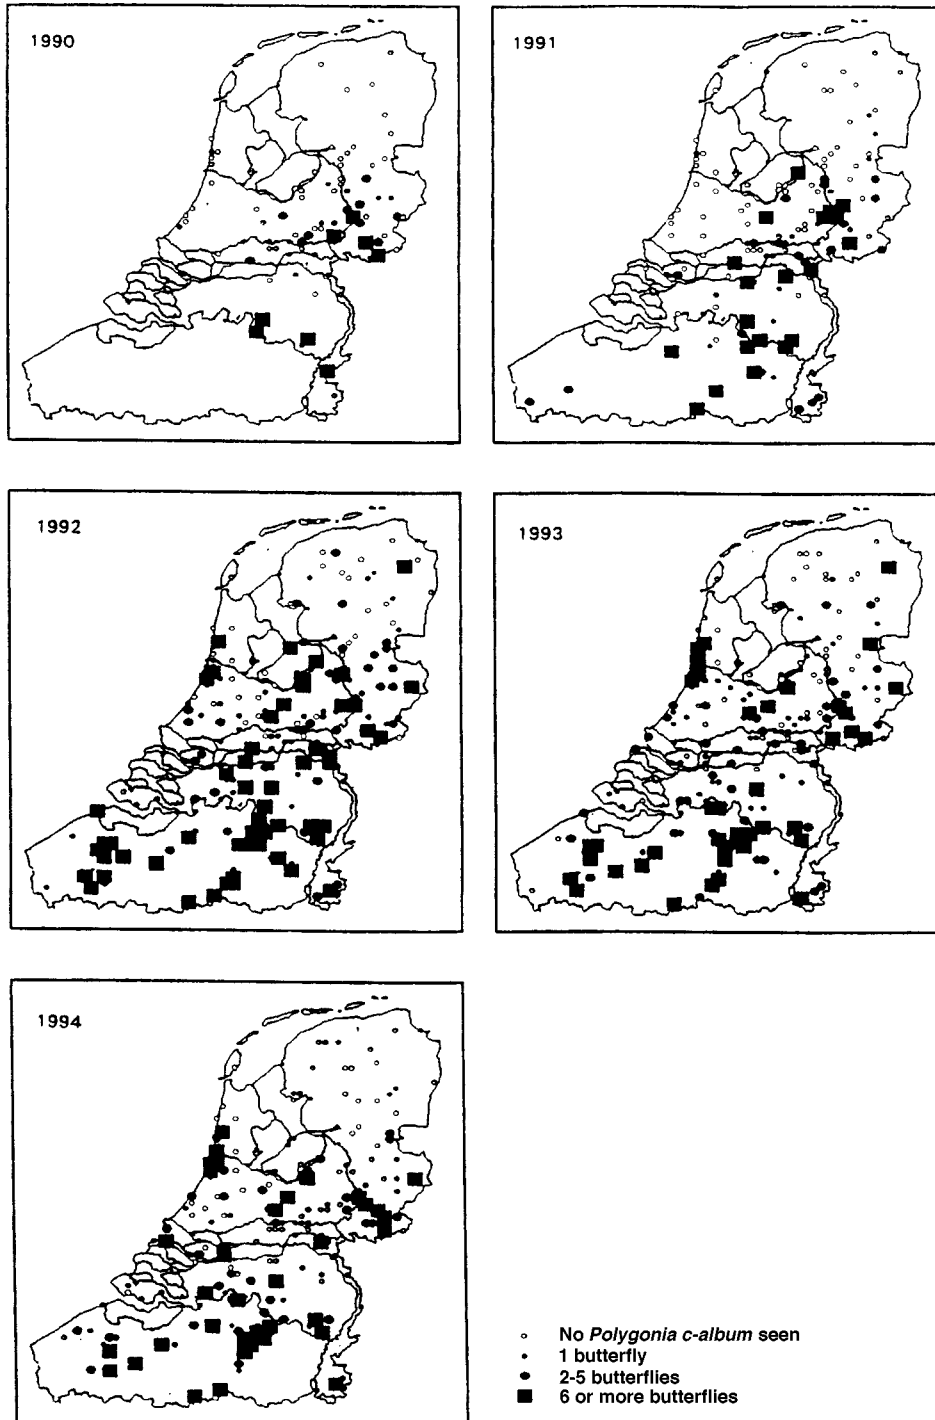 1990
1991
1992
1993
1994
No Polygonia c-album seen
1 butterfly
2-5 butterflies
6 or more butterflies